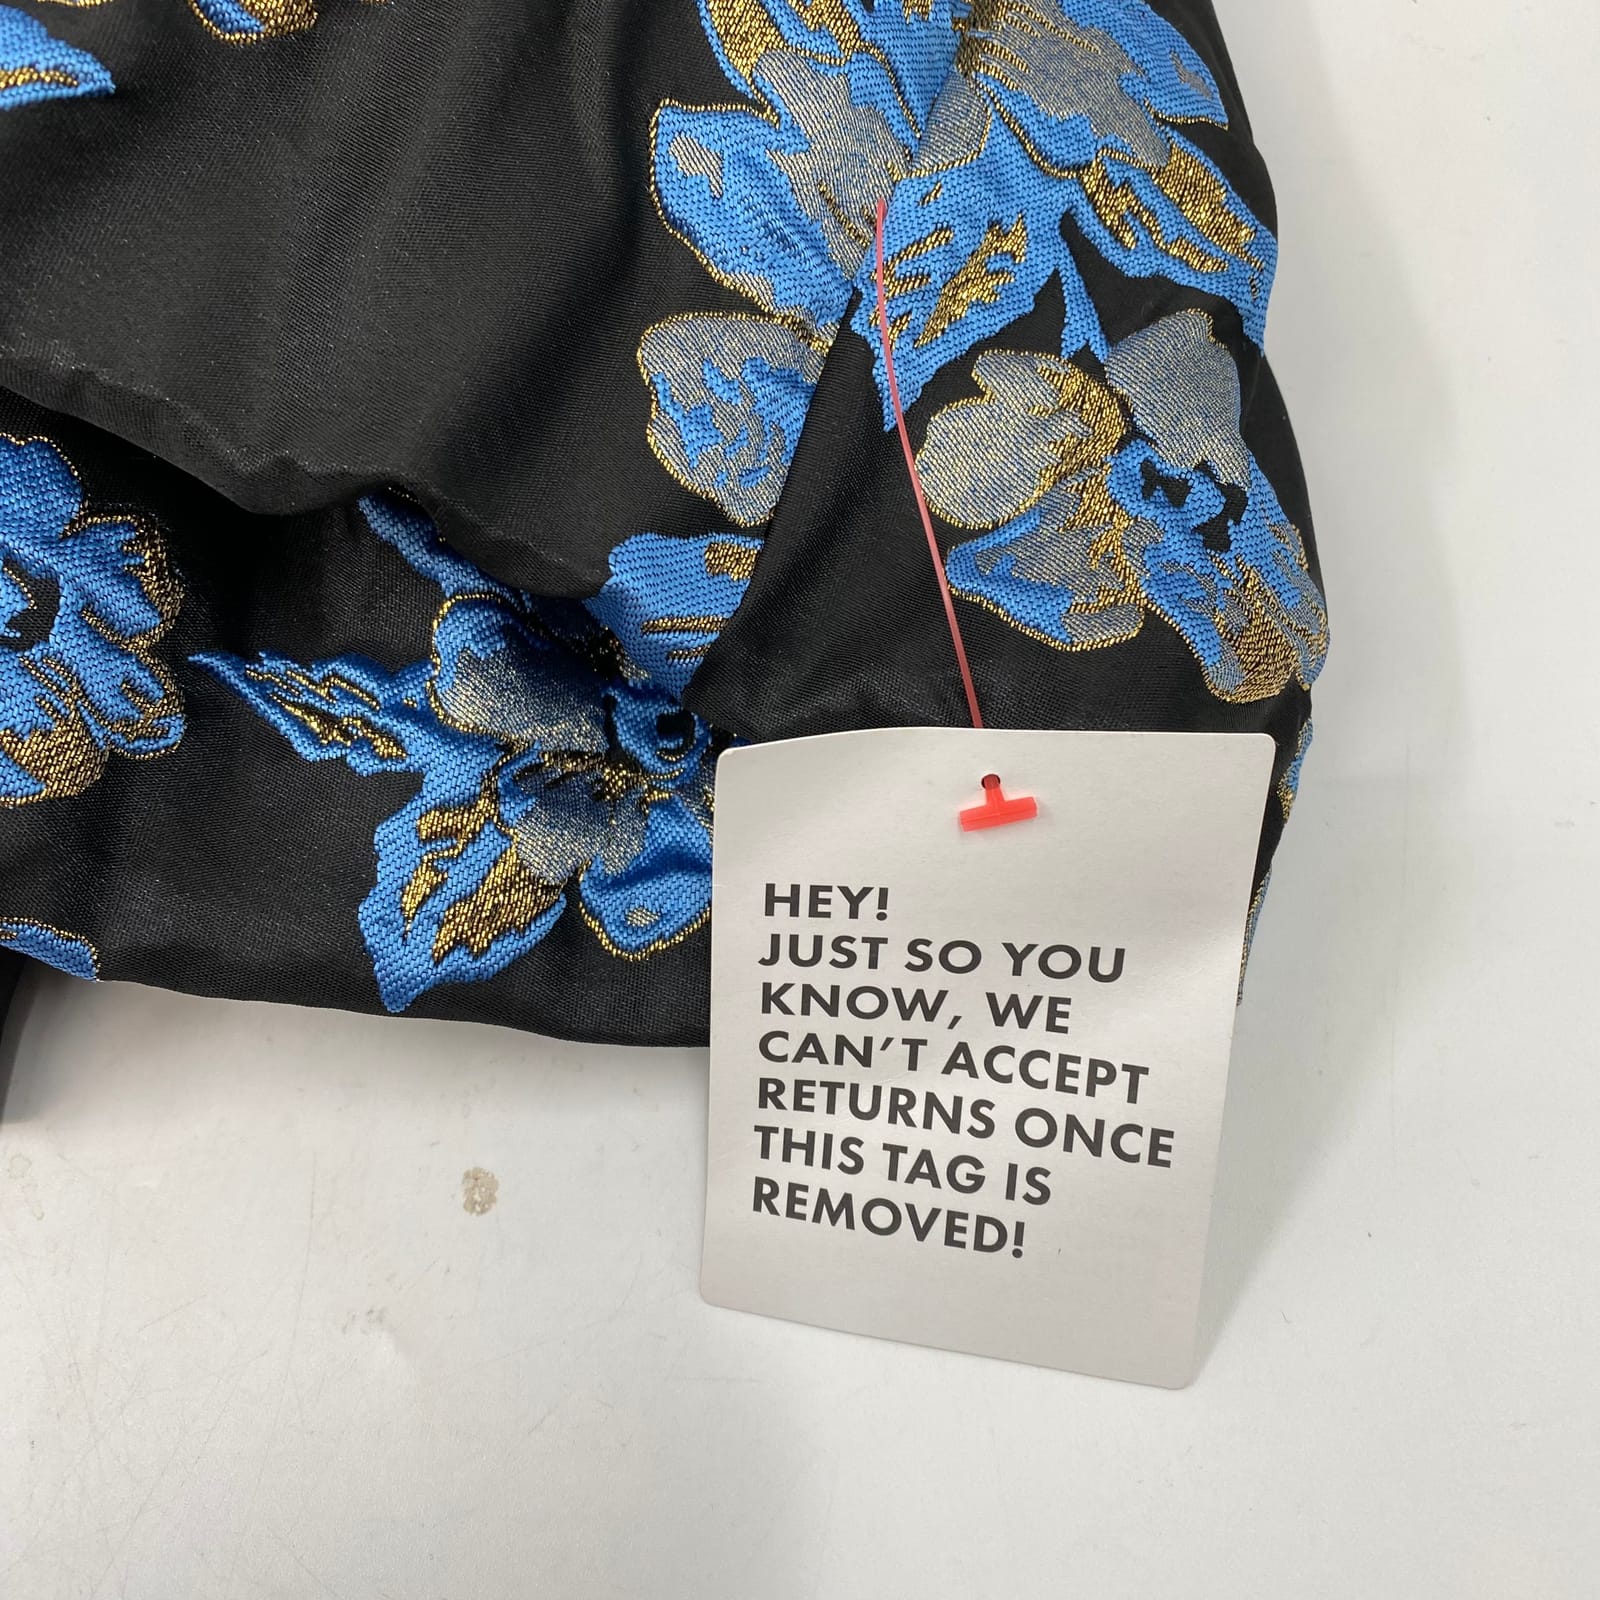 HEY!
JUST SO YOU
KNOW, WE
CAN'T ACCEPT
RETURNS ONCE
THIS TAG IS
REMOVED!